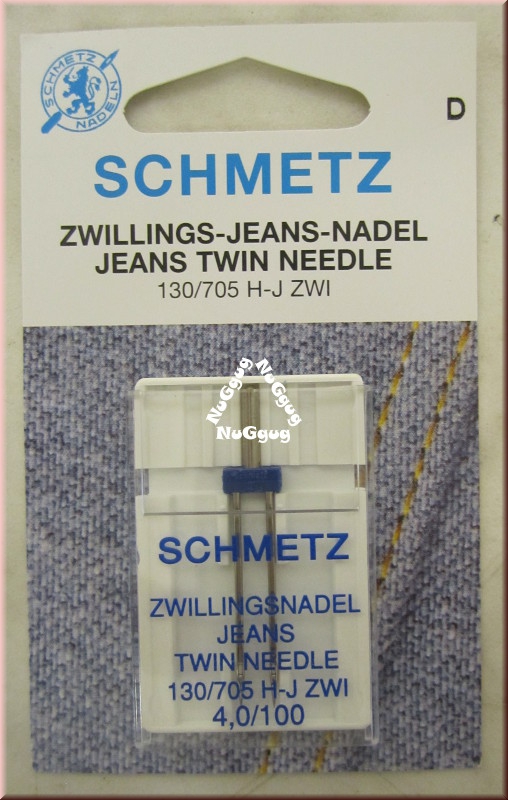 SCHMETZ
NADELN
D
SCHMETZ
ZWILLINGS-JEANS-NADEL
JEANS TWIN NEEDLE
130/705 H-J ZWI
NuGgug
NuGgug
NuGgug
SCHMETZ
ZWILLINGSNADEL
JEANS
TWIN NEEDLE
130/705 H-J ZWI
4,0/100